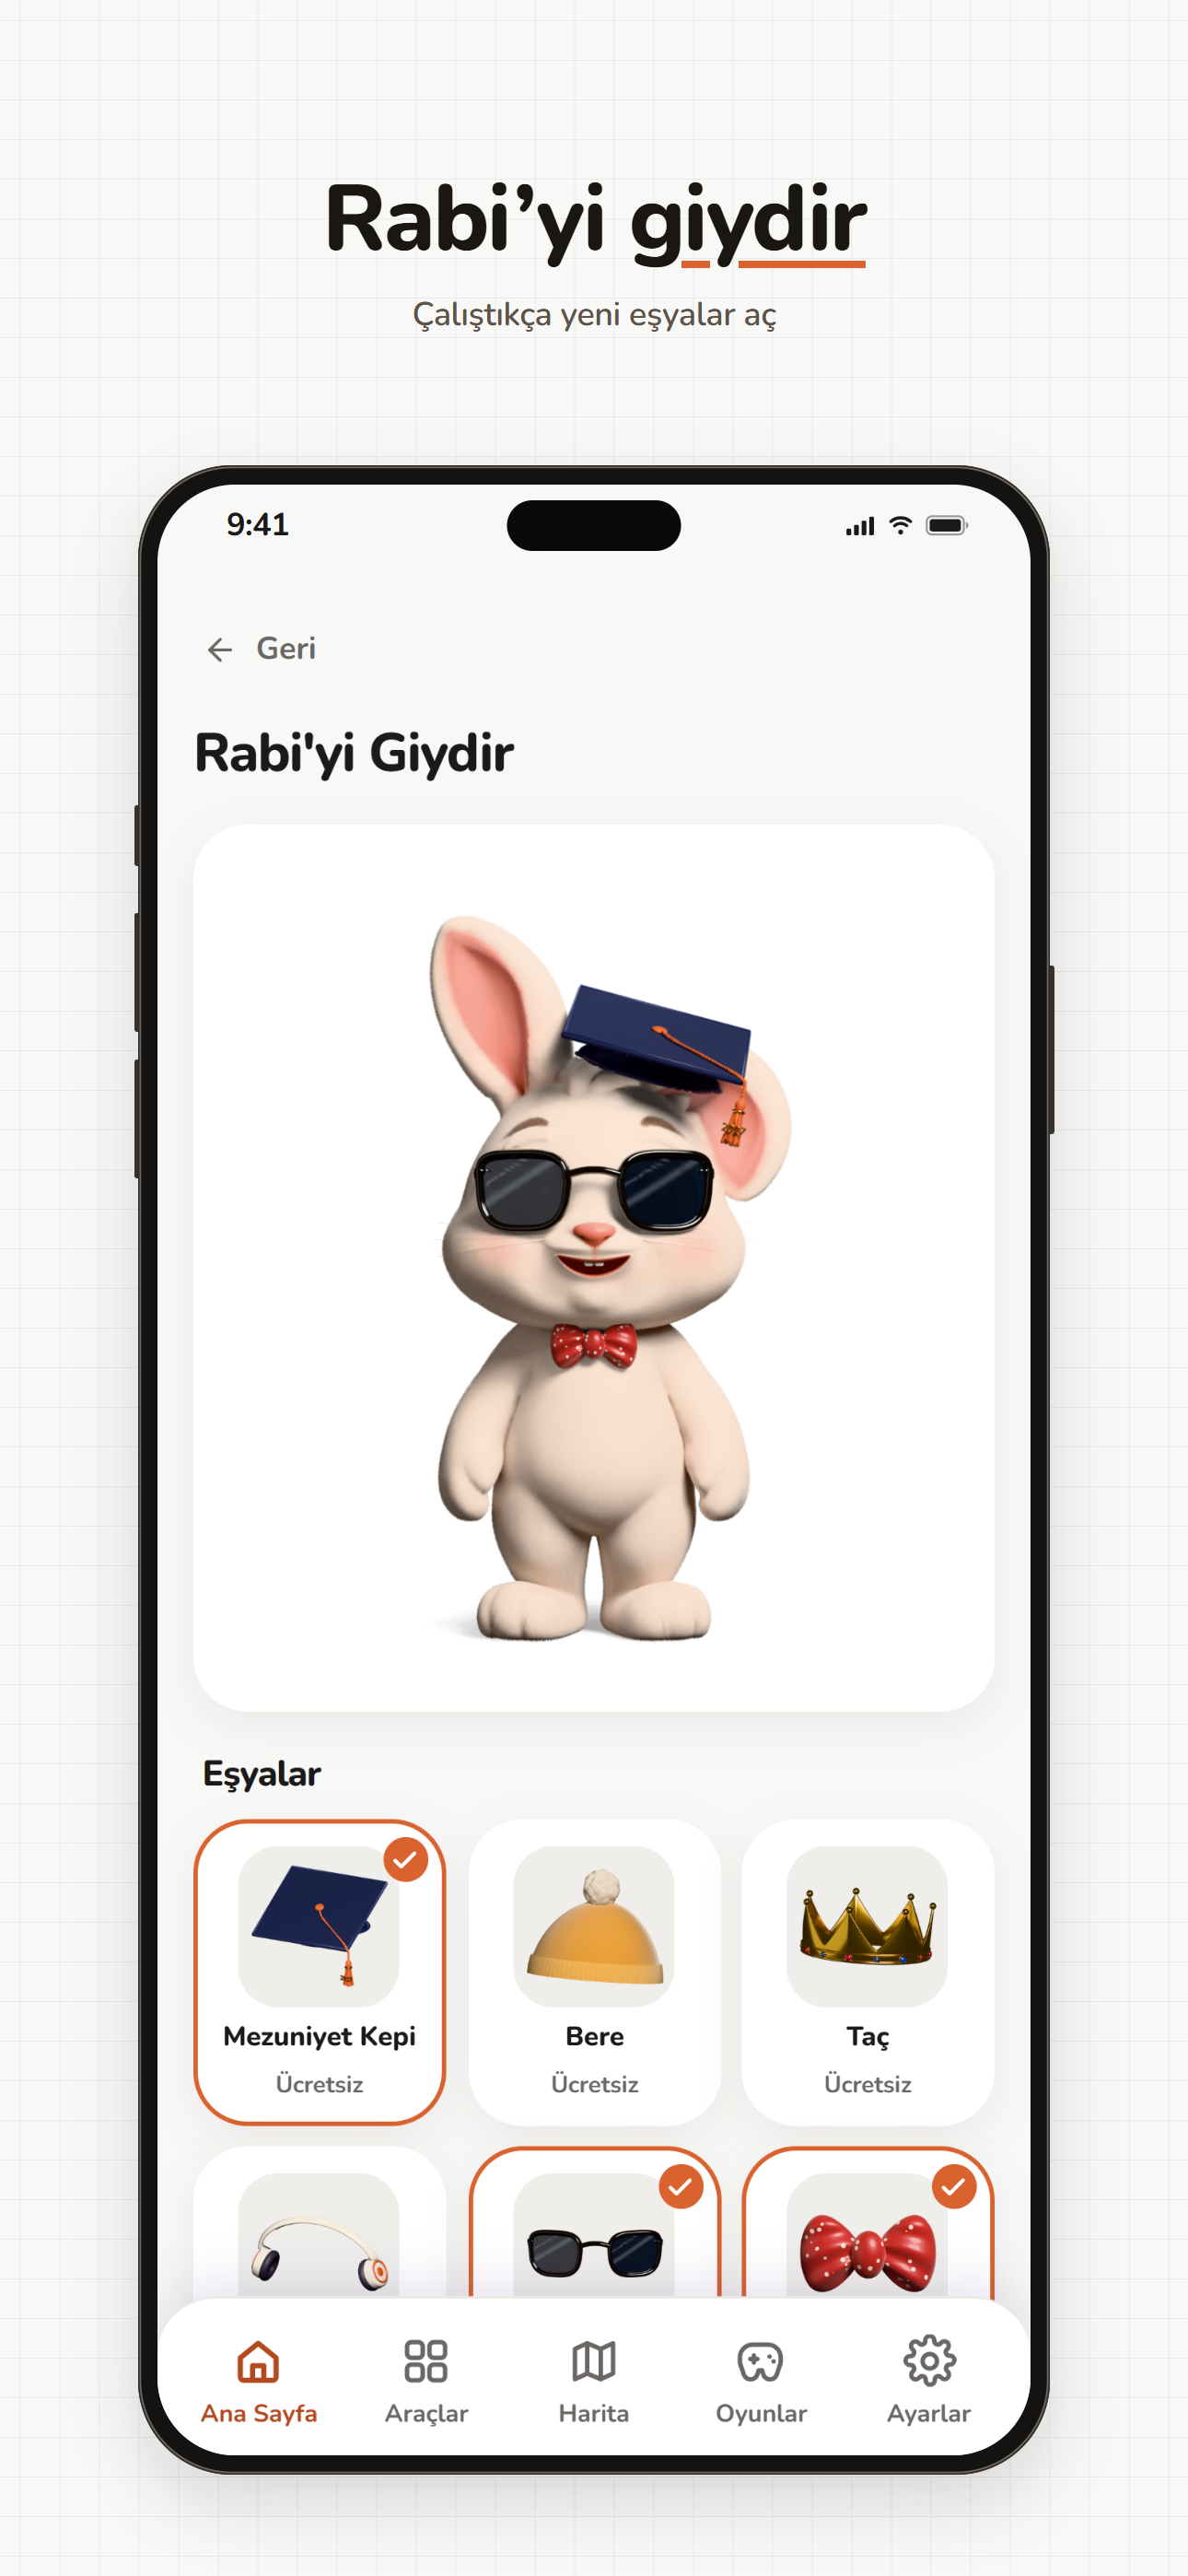 Rabi’yi giydir
Çalıştıkça yeni eşyalar aç
9:41
Geri
Rabi'yi Giydir
Eşyalar
Mezuniyet Kepi
Ücretsiz
Bere
Ücretsiz
Taç
Ücretsiz
Ana Sayfa
Araçlar
Harita
Oyunlar
Ayarlar